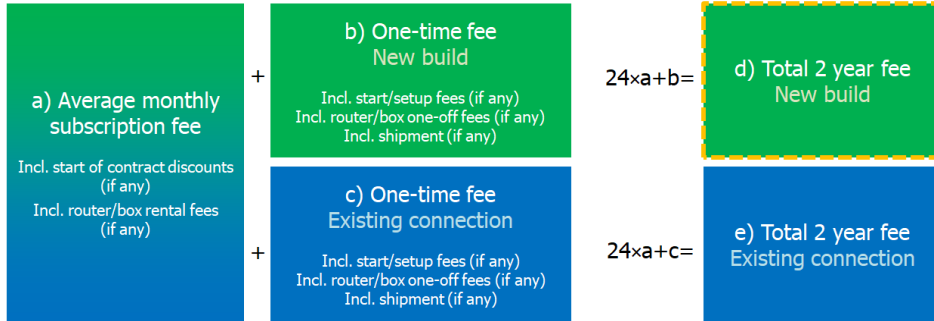 a) Average monthly
subscription fee
Incl. start of contract discounts
(if any)
Incl. router/box rental fees
(if any)
+
b) One-time fee
New build
Incl. start/setup fees (if any)
Incl. router/box one-off fees (if any)
Incl. shipment (if any)
24×a+b=
d) Total 2 year fee
New build
+
c) One-time fee
Existing connection
Incl. start/setup fees (if any)
Incl. router/box one-off fees (if any)
Incl. shipment (if any)
24×a+c=
e) Total 2 year fee
Existing connection